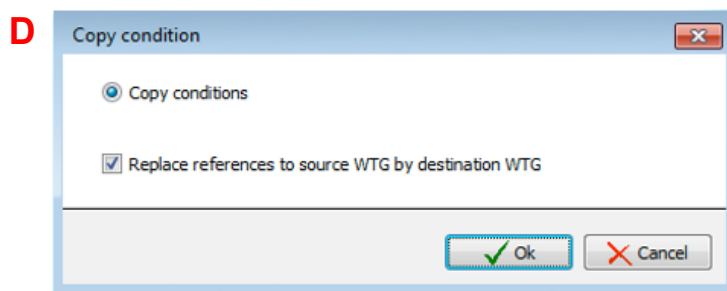 D
Copy condition
Copy conditions
Replace references to source WTG by destination WTG
Ok
Cancel